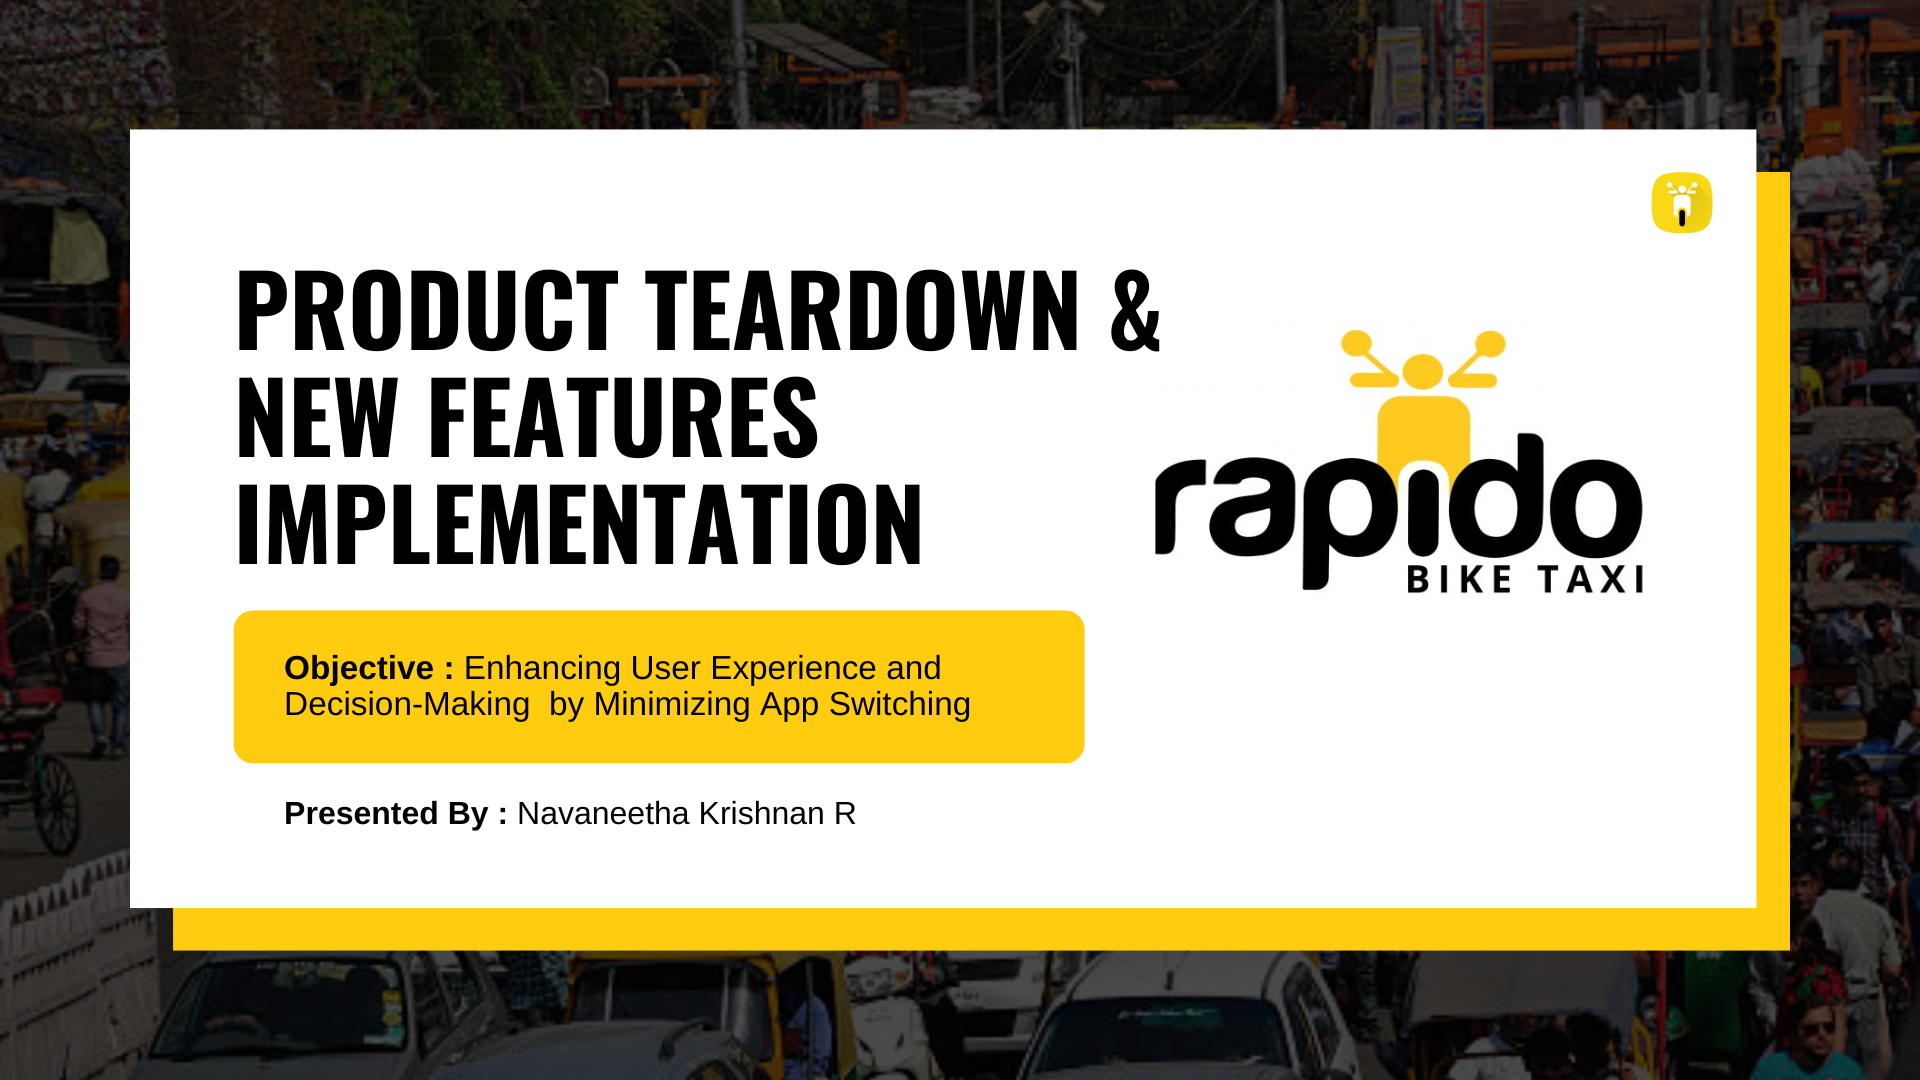 PRODUCT TEARDOWN &
NEW FEATURES
IMPLEMENTATION
rapido
BIKE TAXI
Objective : Enhancing User Experience and
Decision-Making  by Minimizing App Switching
Presented By : Navaneetha Krishnan R